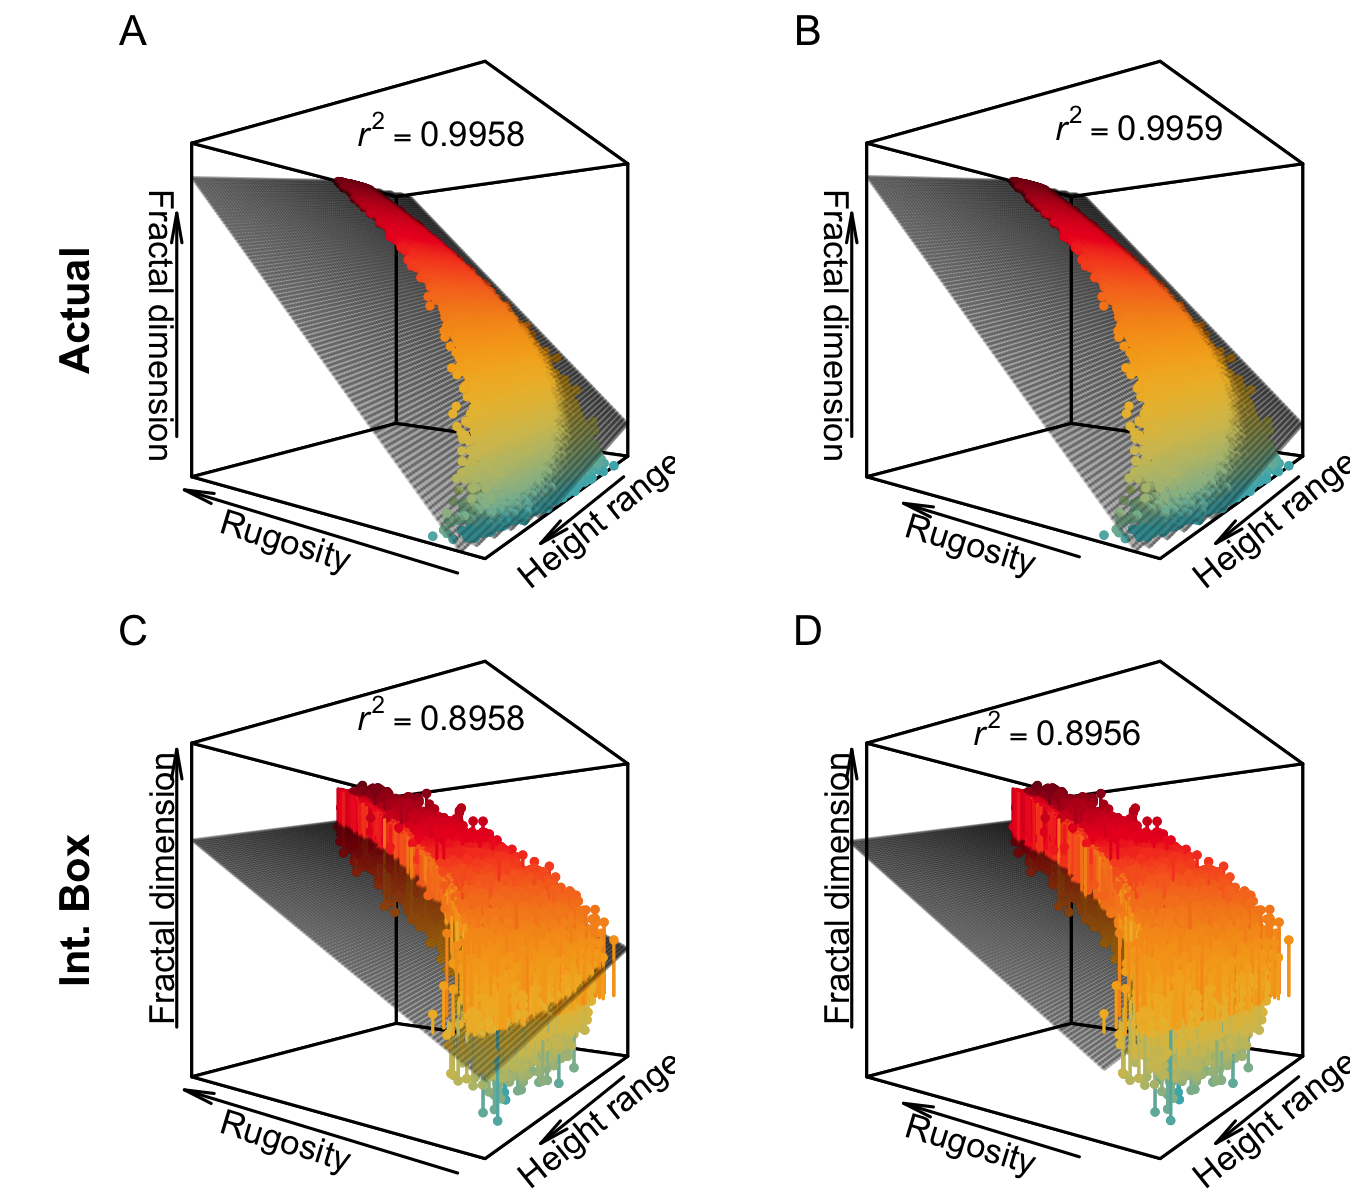 A
B
r² = 0.9958
r² = 0.9959
Actual
Fractal dimension
Rugosity
Height range
Fractal dimension
Rugosity
Height range
C
D
r² = 0.8958
r² = 0.8956
Int. Box
Fractal dimension
Rugosity
Height range
Fractal dimension
Rugosity
Height range